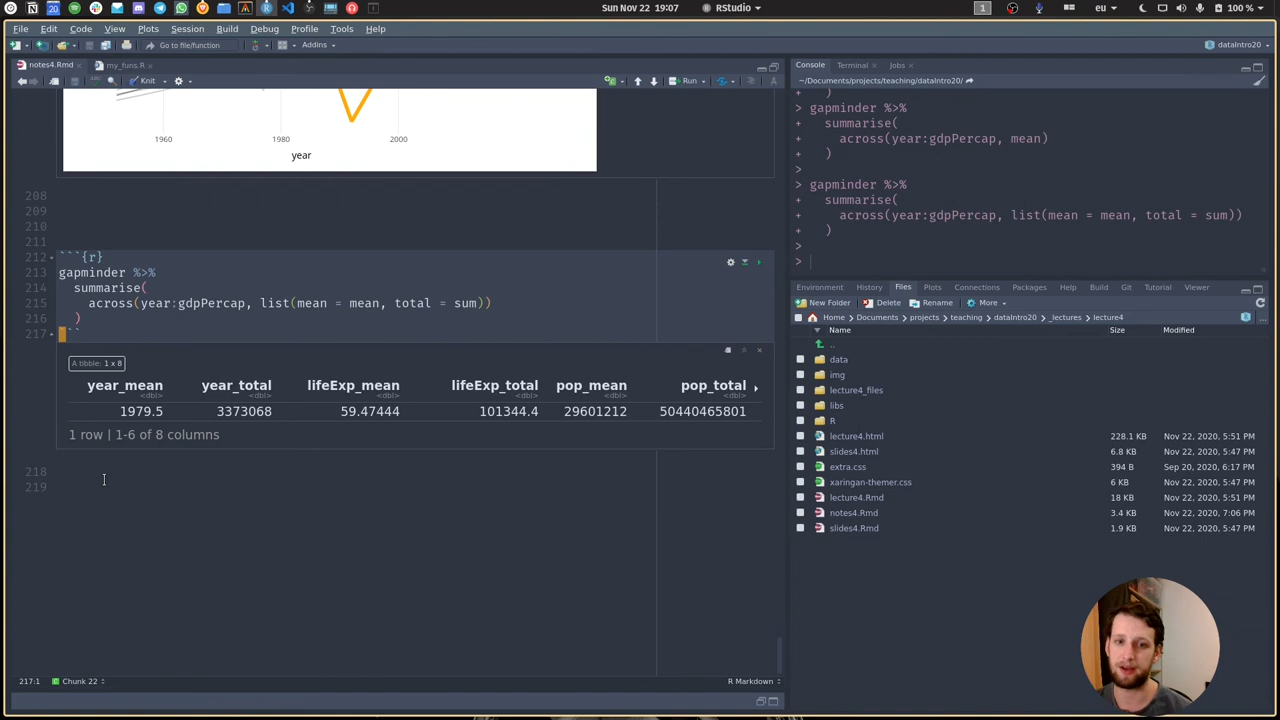 Sun Nov 22  19:07
RStudio
1
eu
100 %
File Edit Code View Plots Session Build Debug Profile Tools Help
Go to file/function
Addins
dataIntro20
notes4.Rmd
my_funs.R
Knit
Run
1960
1980
2000
year
208
209
210
211
212 ```{r}
213 gapminder %>%
214 summarise(
215 across(year:gdpPercap, list(mean = mean, total = sum))
216 )
217 ```
A tibble: 1 x 8
year_mean year_total lifeExp_mean lifeExp_total pop_mean pop_total
<dbl> <dbl> <dbl> <dbl> <dbl> <dbl>
1979.5 3373068 59.47444 101344.4 29601212 50440465801
1 row | 1-6 of 8 columns
218
219
217:1 Chunk 22
R Markdown
Console Terminal Jobs
~/Documents/projects/teaching/dataIntro20/
+ )
> gapminder %>%
+ summarise(
+ across(year:gdpPercap, mean)
+ )
>
> gapminder %>%
+ summarise(
+ across(year:gdpPercap, list(mean = mean, total = sum))
+ )
>
>
Environment History Files Plots Connections Packages Help Build Git Tutorial Viewer
New Folder Delete Rename More
Home Documents projects teaching dataIntro20 _lectures lecture4
Name Size Modified
..
data
img
lecture4_files
libs
R
lecture4.html 228.1 KB Nov 22, 2020, 5:51 PM
slides4.html 6.8 KB Nov 22, 2020, 5:47 PM
extra.css 394 B Sep 20, 2020, 6:17 PM
xaringan-themer.css 6 KB Nov 22, 2020, 5:47 PM
lecture4.Rmd 18 KB Nov 22, 2020, 5:51 PM
notes4.Rmd 3.4 KB Nov 22, 2020, 7:06 PM
slides4.Rmd 1.9 KB Nov 22, 2020, 5:47 PM